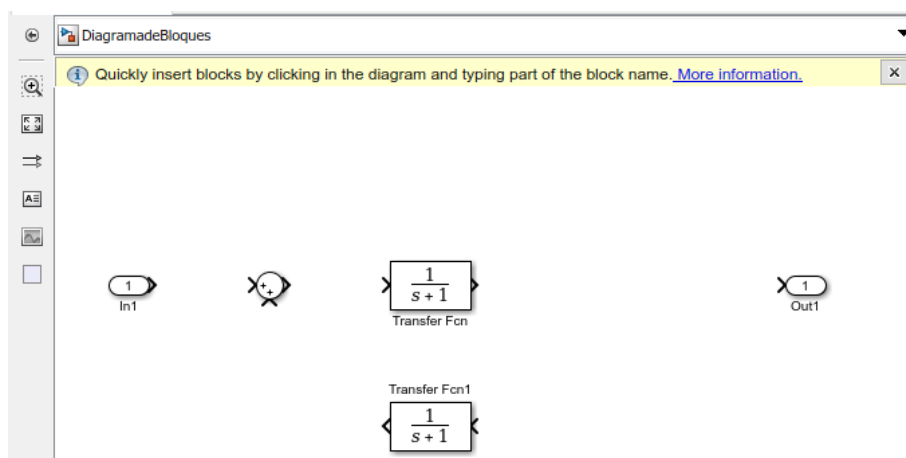 DiagramadeBloques
Quickly insert blocks by clicking in the diagram and typing part of the block name. More information.
1
In1
+
+
1
s + 1
Transfer Fcn
1
Out1
Transfer Fcn1
1
s + 1